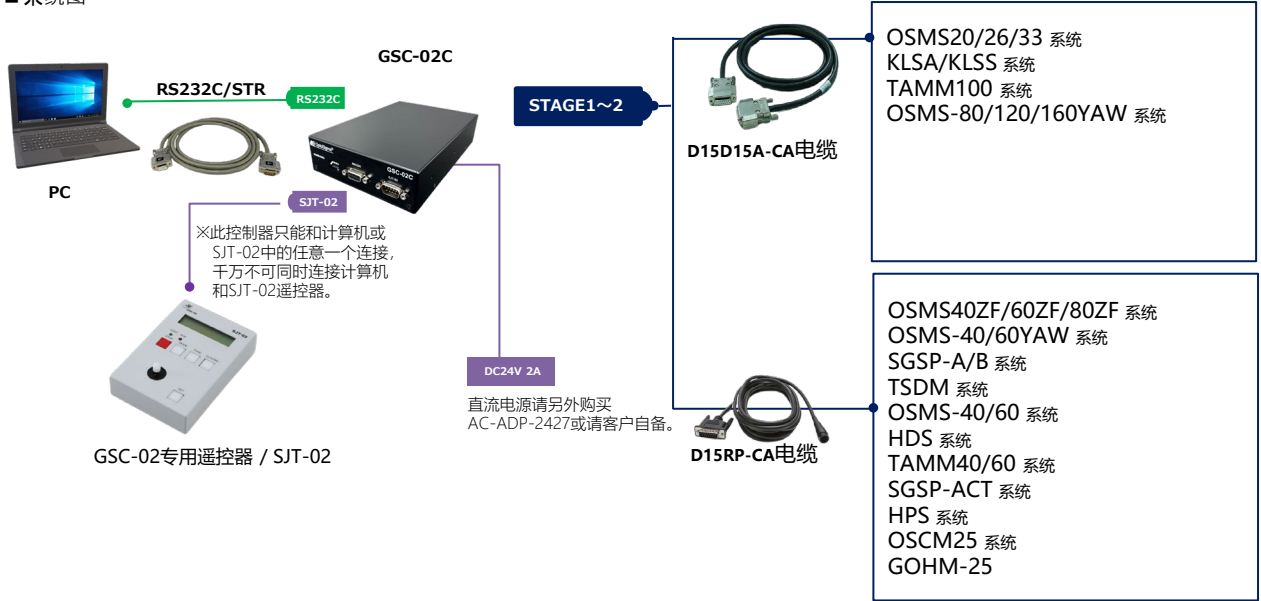 ■系统图
GSC-02C
RS232C/STR
RS232C
PC
GSC-02C
SJT-02
※此控制器只能和计算机或
SJT-02中的任意一个连接,
千万不可同时连接计算机
和SJT-02遥控器。
SJT-02
GSC-02专用遥控器 / SJT-02
DC24V 2A
直流电源请另外购买
AC-ADP-2427或请客户自备。
STAGE1～2
D15D15A-CA电缆
D15RP-CA电缆
OSMS20/26/33 系统
KLSA/KLSS 系统
TAMM100 系统
OSMS-80/120/160YAW 系统
OSMS40ZF/60ZF/80ZF 系统
OSMS-40/60YAW 系统
SGSP-A/B 系统
TSDM 系统
OSMS-40/60 系统
HDS 系统
TAMM40/60 系统
SGSP-ACT 系统
HPS 系统
OSCM25 系统
GOHM-25